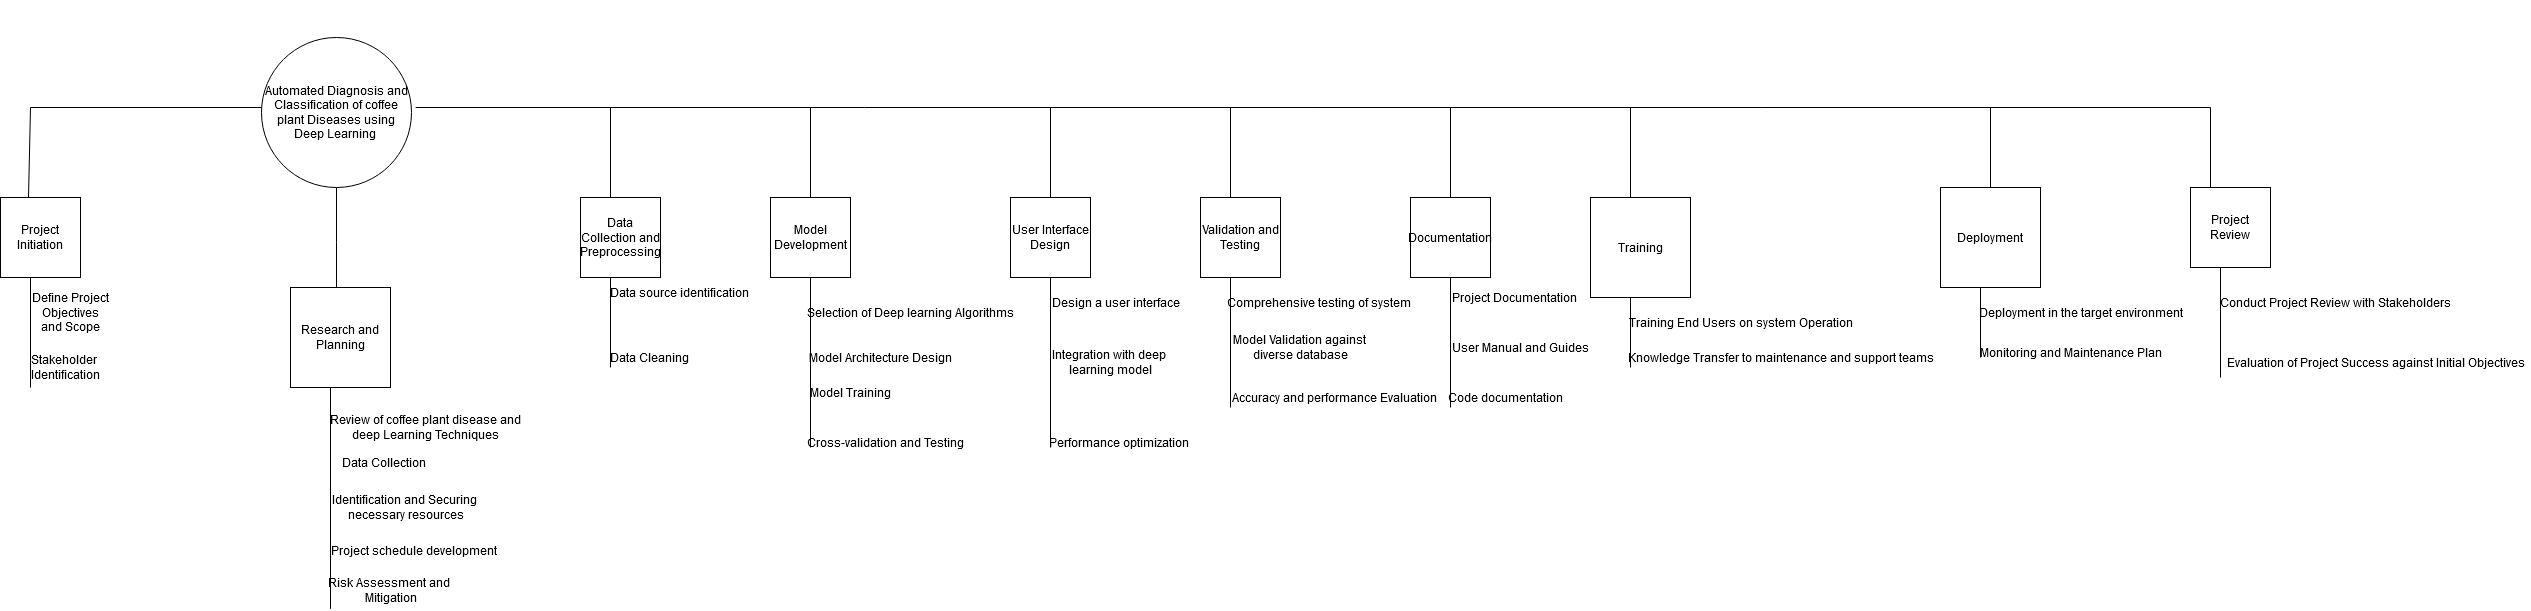 Automated Diagnosis and
Classification of coffee
plant Diseases using
Deep Learning
Project
Initiation
Define Project
Objectives
and Scope
Stakeholder
Identification
Research and
Planning
Review of coffee plant disease and
deep Learning Techniques
Data Collection
Identification and Securing
necessary resources
Project schedule development
Risk Assessment and
Mitigation
Data
Collection and
Preprocessing
Data source identification
Data Cleaning
Model
Development
Selection of Deep learning Algorithms
Model Architecture Design
Model Training
Cross-validation and Testing
User Interface
Design
Design a user interface
Integration with deep
learning model
Performance optimization
Validation and
Testing
Comprehensive testing of system
Model Validation against
diverse database
Accuracy and performance Evaluation
Documentation
Project Documentation
User Manual and Guides
Code documentation
Training
Training End Users on system Operation
Knowledge Transfer to maintenance and support teams
Deployment
Deployment in the target environment
Monitoring and Maintenance Plan
Project
Review
Conduct Project Review with Stakeholders
Evaluation of Project Success against Initial Objectives